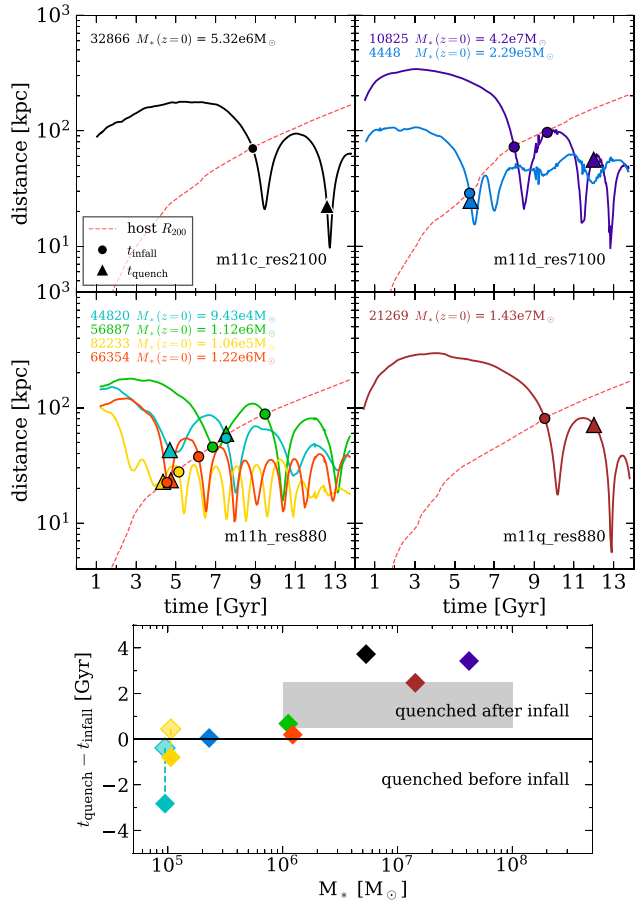 32866 M*(z=0) = 5.32e6M⊙
10825 M*(z=0) = 4.2e7M⊙
4448 M*(z=0) = 2.29e5M⊙
10³
10²
10¹
distance [kpc]
host R₂₀₀
t_infall
t_quench
m11c_res2100
m11d_res7100
44820 M*(z=0) = 9.43e4M⊙
56887 M*(z=0) = 1.12e6M⊙
82233 M*(z=0) = 1.06e5M⊙
66354 M*(z=0) = 1.22e6M⊙
21269 M*(z=0) = 1.43e7M⊙
10³
10²
10¹
distance [kpc]
m11h_res880
m11q_res880
1 3 5 7 9 11 13
1 3 5 7 9 11 13
time [Gyr]
time [Gyr]
4
2
0
−2
−4
t_quench − t_infall [Gyr]
quenched after infall
quenched before infall
10⁵ 10⁶ 10⁷ 10⁸
M* [M⊙]